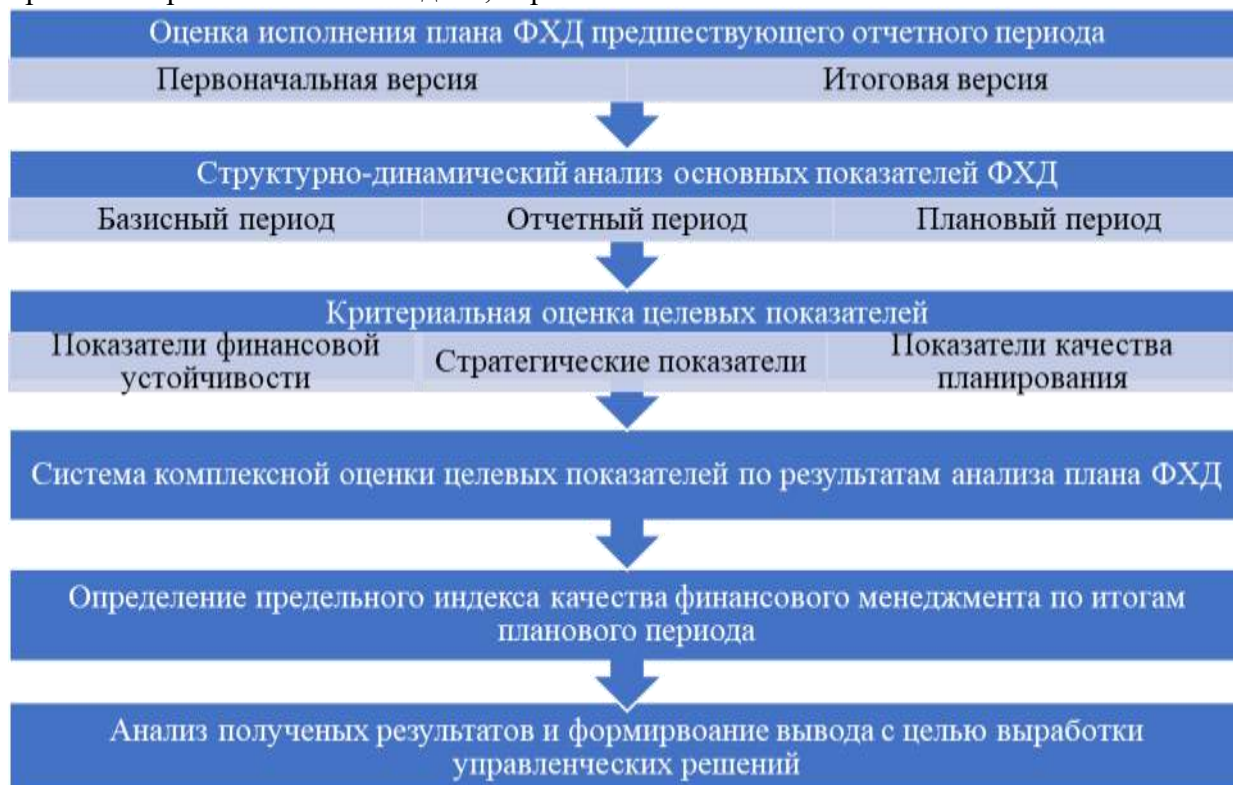 Оценка исполнения плана ФХД предшествующего отчетного периода
Первоначальная версия Итоговая версия
Структурно-динамический анализ основных показателей ФХД
Базисный период Отчетный период Плановый период
Критериальная оценка целевых показателей
Показатели финансовой устойчивости Стратегические показатели Показатели качества планирования
Система комплексной оценки целевых показателей по результатам анализа плана ФХД
Определение предельного индекса качества финансового менеджмента по итогам
планового периода
Анализ полученых результатов и формирвоание вывода с целью выработки
управленческих решений